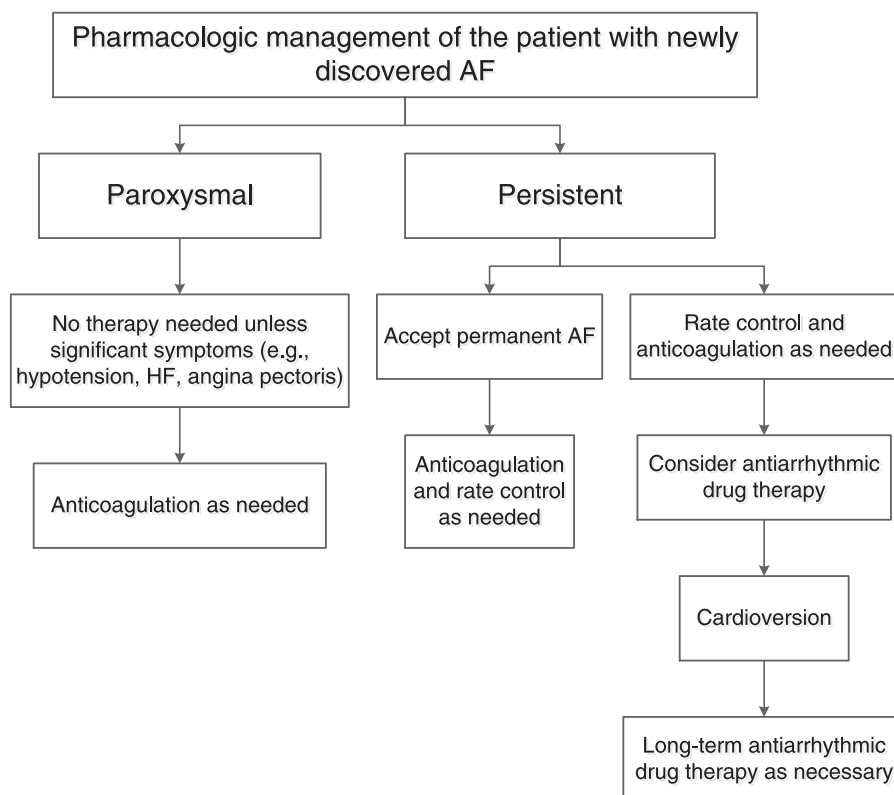 Pharmacologic management of the patient with newly
discovered AF
Paroxysmal
Persistent
No therapy needed unless
significant symptoms (e.g.,
hypotension, HF, angina pectoris)
Accept permanent AF
Rate control and
anticoagulation as needed
Anticoagulation as needed
Anticoagulation
and rate control
as needed
Consider antiarrhythmic
drug therapy
Cardioversion
Long-term antiarrhythmic
drug therapy as necessary